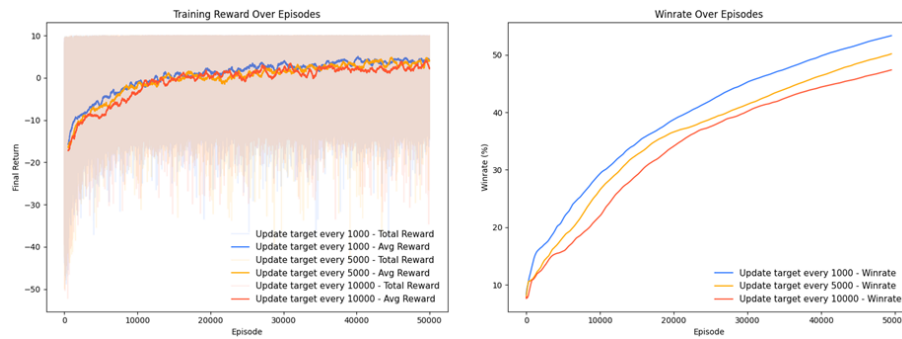 Training Reward Over Episodes
Final Return
10
0
−10
−20
−30
−40
−50
Update target every 1000 - Total Reward
Update target every 1000 - Avg Reward
Update target every 5000 - Total Reward
Update target every 5000 - Avg Reward
Update target every 10000 - Total Reward
Update target every 10000 - Avg Reward
0 10000 20000 30000 40000 50000
Episode
Winrate Over Episodes
Winrate (%)
50
40
30
20
10
Update target every 1000 - Winrate
Update target every 5000 - Winrate
Update target every 10000 - Winrate
0 10000 20000 30000 40000 50000
Episode